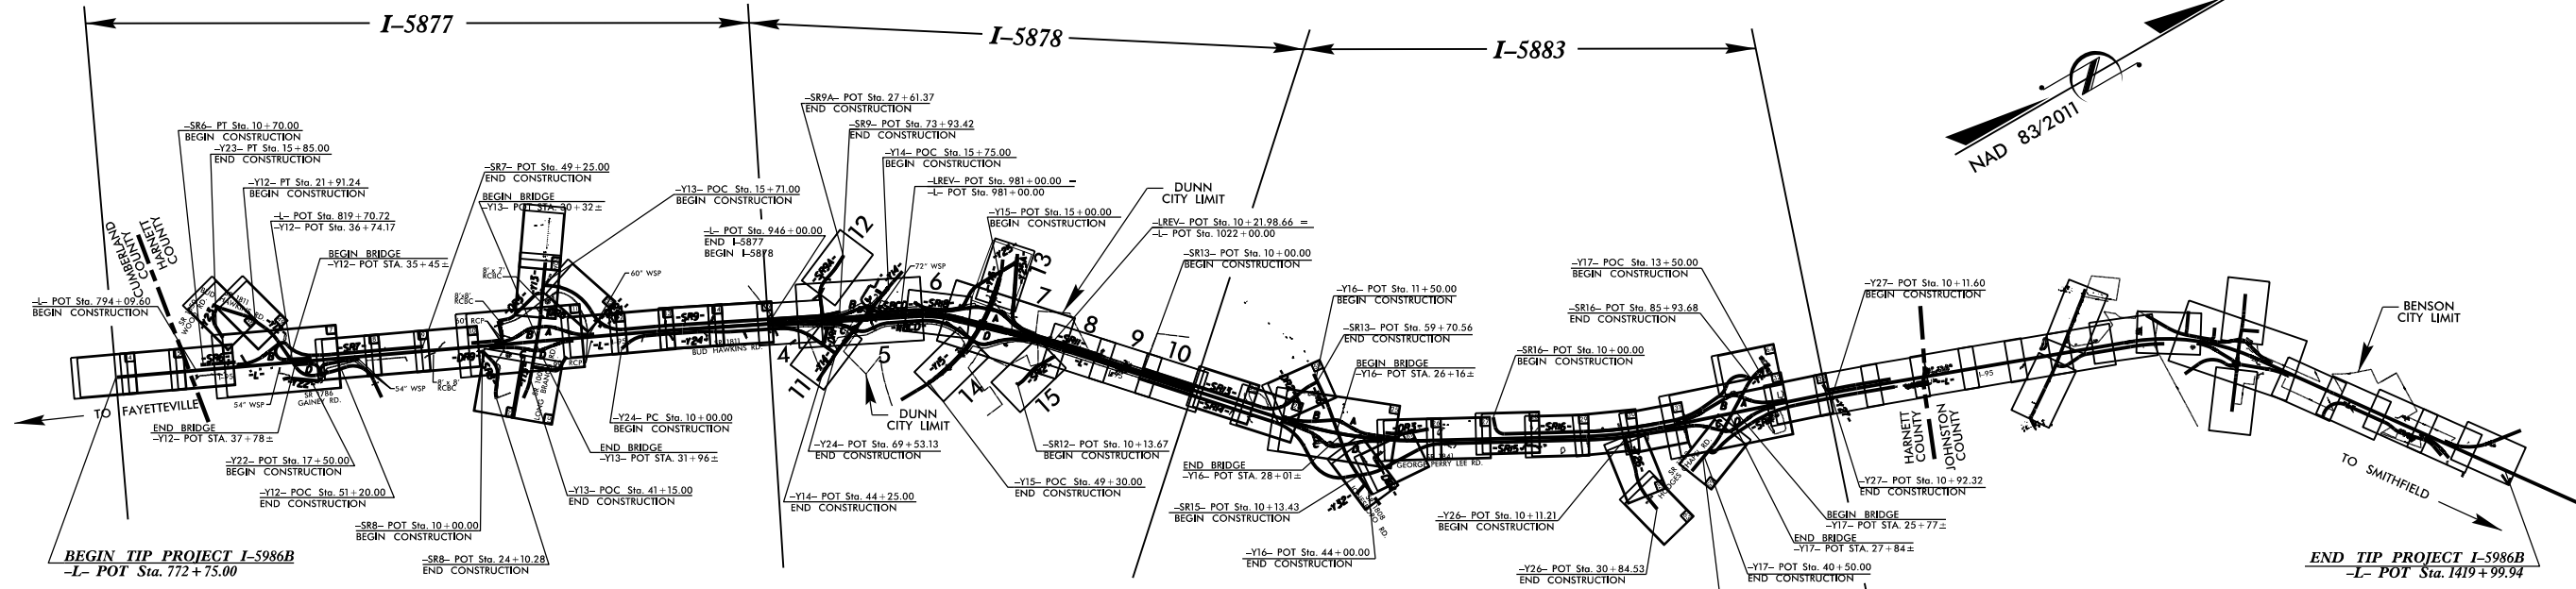 I-5877
I-5878
I-5883
NAD 83/2011
-SR9A- POT Sta. 27+61.37
END CONSTRUCTION
-SR6- PT Sta. 10+70.00
BEGIN CONSTRUCTION
-Y23- PT Sta. 15+85.00
END CONSTRUCTION
-Y12- PT Sta. 21+91.24
BEGIN CONSTRUCTION
-L- POT Sta. 819+70.72
-Y12- POT Sta. 36+74.17
BEGIN BRIDGE
-Y12- POT STA. 35+45±
-SR7- POT Sta. 49+25.00
END CONSTRUCTION
BEGIN BRIDGE
-Y13- POT STA. 30+32±
-Y13- POC Sta. 15+71.00
BEGIN CONSTRUCTION
-L- POT Sta. 946+00.00
END I-5877
BEGIN I-5878
-SR9- POT Sta. 73+93.42
END CONSTRUCTION
-Y14- POC Sta. 15+75.00
BEGIN CONSTRUCTION
-LREV- POT Sta. 981+00.00 =
-L- POT Sta. 981+00.00
-Y15- POT Sta. 15+00.00
BEGIN CONSTRUCTION
DUNN
CITY LIMIT
-LREV- POT Sta. 10+21.98.66 =
-L- POT Sta. 1022+00.00
-SR13- POT Sta. 10+00.00
BEGIN CONSTRUCTION
-Y16- POT Sta. 11+50.00
BEGIN CONSTRUCTION
-SR13- POT Sta. 59+70.56
END CONSTRUCTION
BEGIN BRIDGE
-Y16- POT STA. 26+16±
-Y17- POC Sta. 13+50.00
BEGIN CONSTRUCTION
-SR16- POT Sta. 85+93.68
END CONSTRUCTION
-SR16- POT Sta. 10+00.00
BEGIN CONSTRUCTION
-Y27- POT Sta. 10+11.60
BEGIN CONSTRUCTION
BENSON
CITY LIMIT
CUMBERLAND
COUNTY
HARNETT
COUNTY
-L- POT Sta. 794+09.60
BEGIN CONSTRUCTION
8' x 7'
RCBC
8'x8'
RCBC
60" RCP
60" WSP
72" WSP
54" WSP
54" WSP
8' x 8'
RCBC
SR 1786
GAINEY RD.
SR 1811
BUD HAWKINS RD.
-SR6-
-SR7-
-SR9-
-Y24-
-L-
I-95
12
6
13
7
8
9
10
4
5
11
14
15
TO FAYETTEVILLE
END BRIDGE
-Y12- POT STA. 37+78±
-Y22- POT Sta. 17+50.00
BEGIN CONSTRUCTION
-Y12- POC Sta. 51+20.00
END CONSTRUCTION
-SR8- POT Sta. 10+00.00
BEGIN CONSTRUCTION
-SR8- POT Sta. 24+10.28
END CONSTRUCTION
-Y24- PC Sta. 10+00.00
BEGIN CONSTRUCTION
END BRIDGE
-Y13- POT STA. 31+96±
-Y13- POC Sta. 41+15.00
END CONSTRUCTION
DUNN
CITY LIMIT
-Y24- POT Sta. 69+53.13
END CONSTRUCTION
-Y14- POT Sta. 44+25.00
END CONSTRUCTION
-SR12- POT Sta. 10+13.67
BEGIN CONSTRUCTION
-Y15- POC Sta. 49+30.00
END CONSTRUCTION
END BRIDGE
-Y16- POT STA. 28+01±
-SR15- POT Sta. 10+13.43
BEGIN CONSTRUCTION
-Y16- POT Sta. 44+00.00
END CONSTRUCTION
GEORGE PERRY LEE RD.
-SR16-
-SR15-
-Y26- POT Sta. 10+11.21
BEGIN CONSTRUCTION
-Y26- POT Sta. 30+84.53
END CONSTRUCTION
BEGIN BRIDGE
-Y17- POT STA. 25+77±
END BRIDGE
-Y17- POT STA. 27+84±
-Y17- POT Sta. 40+50.00
END CONSTRUCTION
-Y27- POT Sta. 10+92.32
END CONSTRUCTION
HARNETT
COUNTY
JOHNSTON
COUNTY
TO SMITHFIELD
BEGIN TIP PROJECT I-5986B
-L- POT Sta. 772+75.00
END TIP PROJECT I-5986B
-L- POT Sta. 1419+99.94